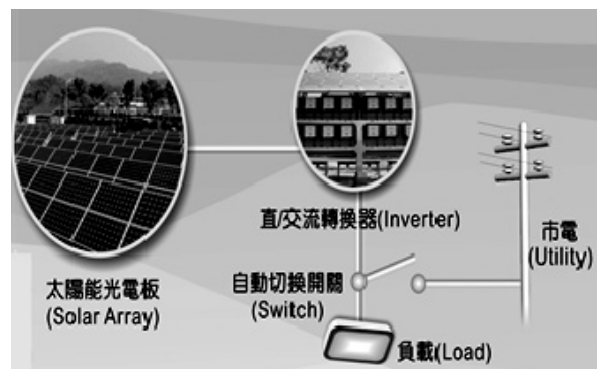 直/交流轉換器(Inverter)
市電
(Utility)
太陽能光電板
(Solar Array)
自動切換開關
(Switch)
負載(Load)